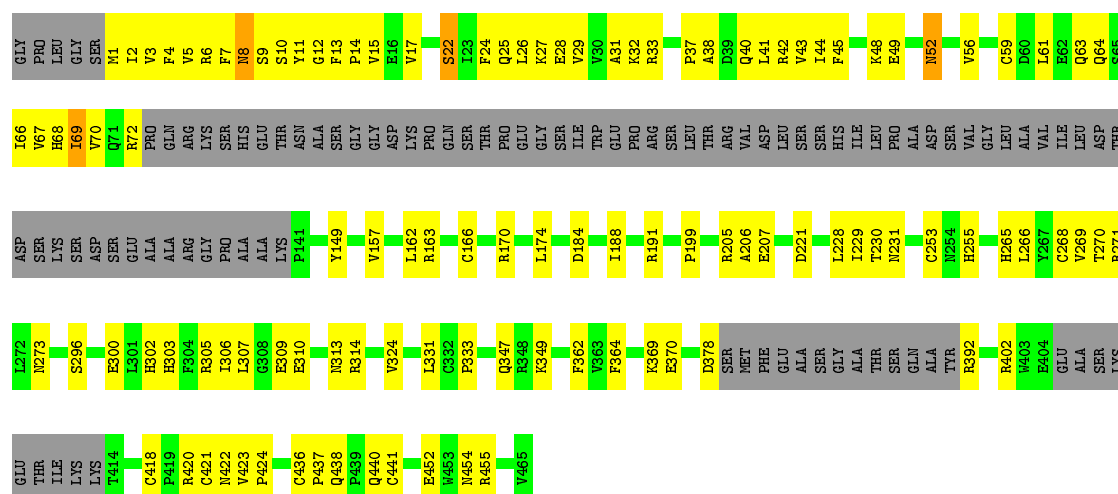 GLY PRO LEU GLY SER M1 I2 V3 F4 V5 R6 F7 N8 S9 S10 Y11 G12 F13 P14 V15 E16 V17 S22 I23 F24 Q25 L26 K27 E28 V29 V30 A31 K32 R33 P37 A38 D39 Q40 L41 R42 V43 I44 F45 K48 E49 N52 V56 C59 D60 L61 E62 Q63 Q64 S65
I66 V67 H68 I69 V70 Q71 R72 PRO GLN ARG LYS SER HIS GLU THR ASN ALA SER GLY GLY ASP LYS PRO GLN SER THR PRO GLU GLY SER ILE TRP GLU PRO ARG SER LEU THR ARG VAL ASP LEU SER SER HIS ILE LEU PRO ALA ASP SER VAL GLY LEU ALA VAL ILE LEU ASP THR
ASP SER LYS SER ASP SER GLU ALA ALA ARG GLY PRO ALA ALA LYS P141 Y149 V157 L162 R163 C166 R170 L174 D184 I188 R191 P199 R205 A206 E207 D221 L228 I229 T230 N231 C253 N254 H255 H265 L266 Y267 C268 V269 T270 R271
L272 N273 S296 E300 L301 H302 H303 F304 R305 I306 L307 G308 E309 E310 N313 R314 V324 L331 C332 P333 Q347 R348 K349 F362 V363 F364 K369 E370 D378 SER MET PHE GLU ALA SER GLY ALA THR SER GLN ALA TYR R392 R402 W403 E404 GLU ALA SER LYS
GLU THR ILE LYS LYS T414 C418 P419 R420 C421 N422 V423 P424 C436 P437 Q438 P439 Q440 C441 E452 W453 N454 R455 V465